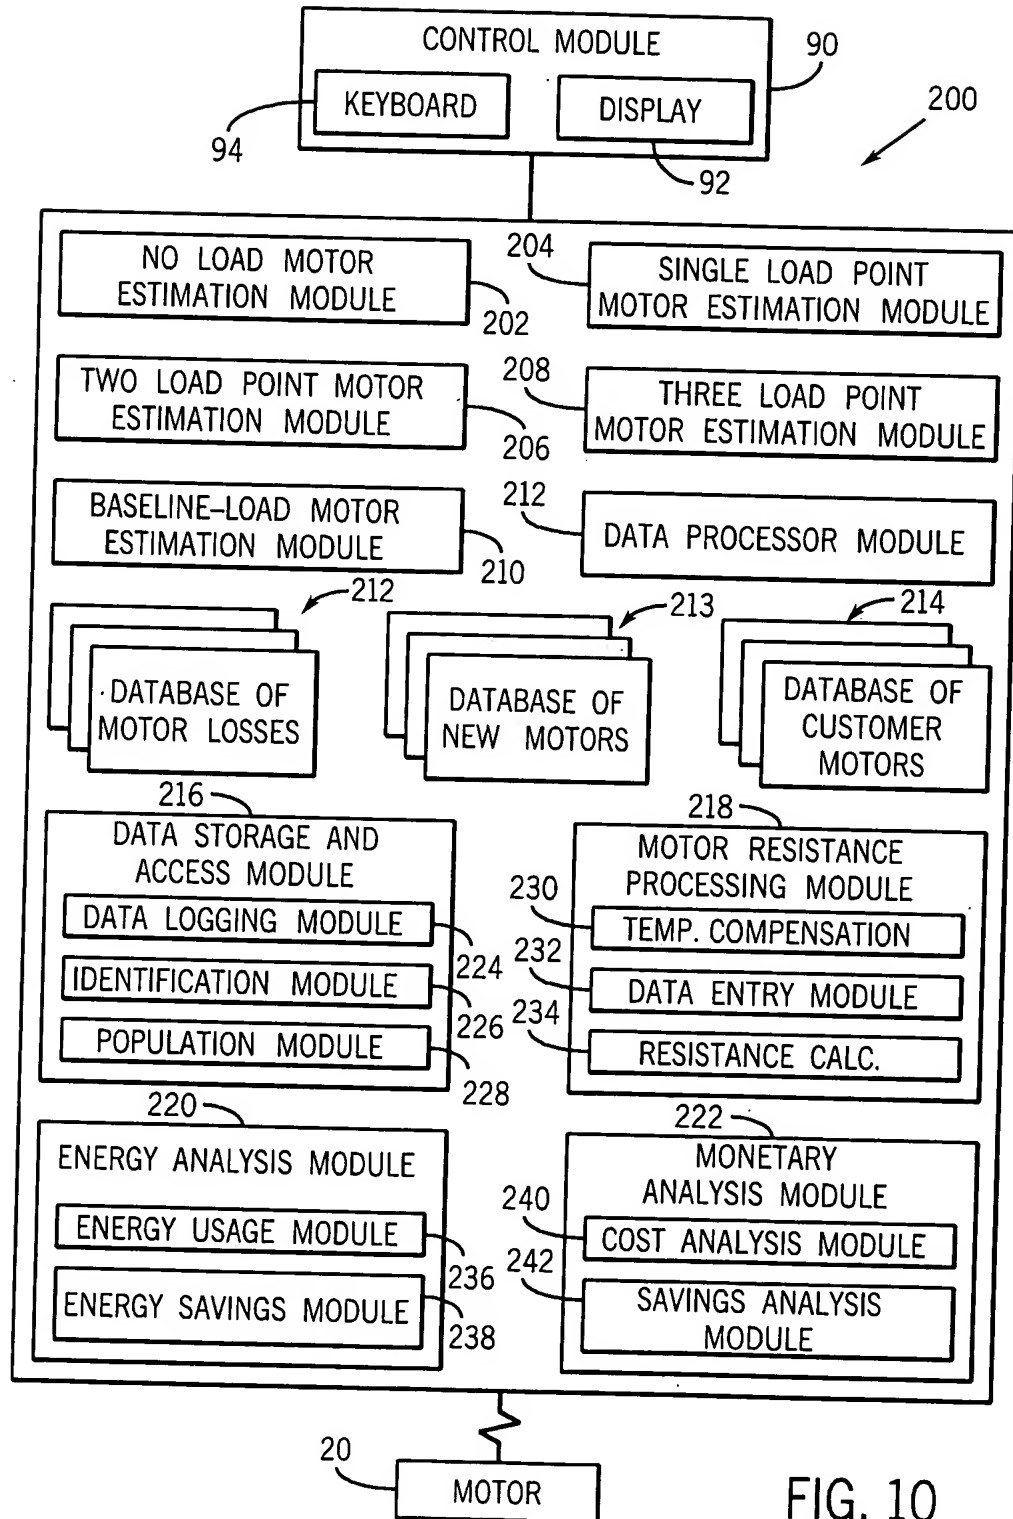 CONTROL MODULE
90
KEYBOARD
DISPLAY
94
92
200
NO LOAD MOTOR
ESTIMATION MODULE
202
204
SINGLE LOAD POINT
MOTOR ESTIMATION MODULE
TWO LOAD POINT MOTOR
ESTIMATION MODULE
206
208
THREE LOAD POINT
MOTOR ESTIMATION MODULE
BASELINE-LOAD MOTOR
ESTIMATION MODULE
210
212
DATA PROCESSOR MODULE
212
DATABASE OF
MOTOR LOSSES
213
DATABASE OF
NEW MOTORS
214
DATABASE OF
CUSTOMER
MOTORS
216
DATA STORAGE AND
ACCESS MODULE
DATA LOGGING MODULE
224
IDENTIFICATION MODULE
226
POPULATION MODULE
228
218
MOTOR RESISTANCE
PROCESSING MODULE
230
TEMP. COMPENSATION
232
DATA ENTRY MODULE
234
RESISTANCE CALC.
220
ENERGY ANALYSIS MODULE
ENERGY USAGE MODULE
236
ENERGY SAVINGS MODULE
238
222
MONETARY
ANALYSIS MODULE
240
COST ANALYSIS MODULE
242
SAVINGS ANALYSIS
MODULE
20
MOTOR
FIG. 10